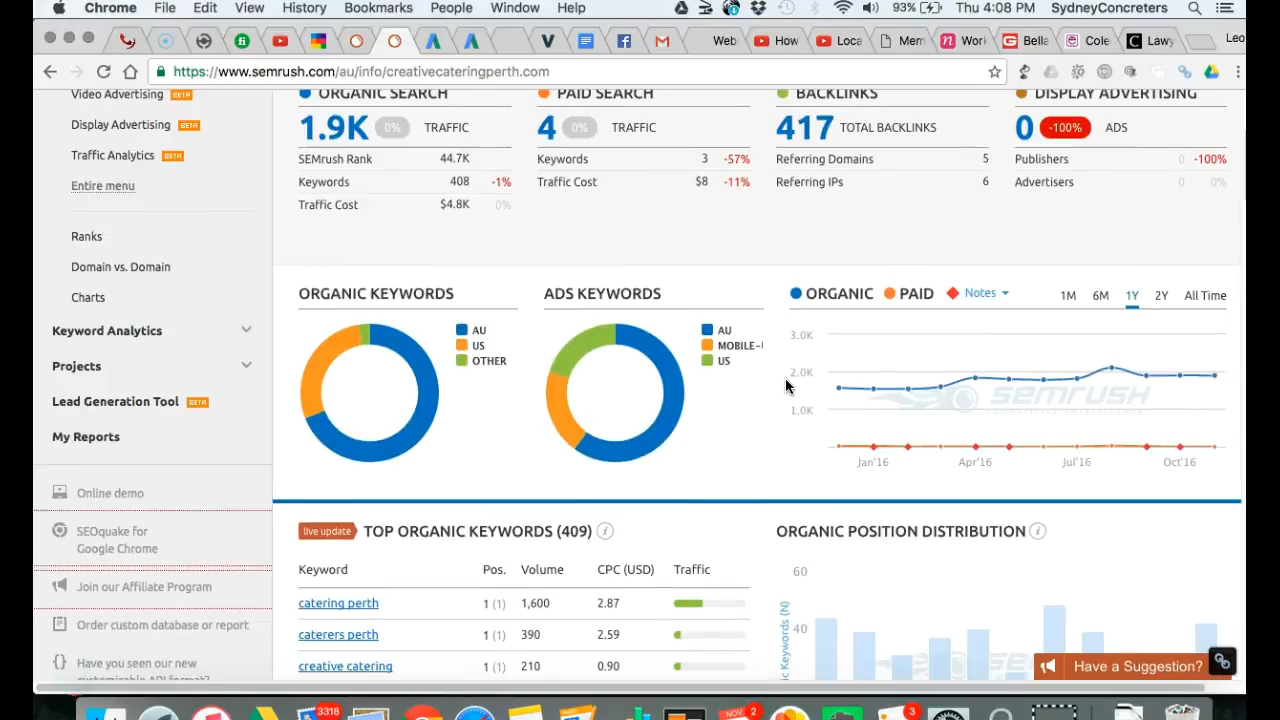 Chrome File Edit View History Bookmarks People Window Help 93% Thu 4:08 PM SydneyConcreters
Web How Loca Mem Worl Bella Cole Lawy Leo
https://www.semrush.com/au/info/creativecateringperth.com
Video Advertising BETA
Display Advertising BETA
Traffic Analytics BETA
Entire menu
Ranks
Domain vs. Domain
Charts
Keyword Analytics
Projects
Lead Generation Tool BETA
My Reports
Online demo
SEOquake for
Google Chrome
Join our Affiliate Program
Order custom database or report
Have you seen our new
customizable API format?
ORGANIC SEARCH
1.9K 0% TRAFFIC
SEMrush Rank 44.7K
Keywords 408 -1%
Traffic Cost $4.8K 0%
PAID SEARCH
4 0% TRAFFIC
Keywords 3 -57%
Traffic Cost $8 -11%
BACKLINKS
417 TOTAL BACKLINKS
Referring Domains 5
Referring IPs 6
DISPLAY ADVERTISING
0 -100% ADS
Publishers 0 -100%
Advertisers 0 0%
ORGANIC KEYWORDS
AU
US
OTHER
ADS KEYWORDS
AU
MOBILE-
US
ORGANIC PAID Notes 1M 6M 1Y 2Y All Time
3.0K
2.0K
1.0K
semrush
Jan'16 Apr'16 Jul'16 Oct'16
live update TOP ORGANIC KEYWORDS (409)
Keyword Pos. Volume CPC (USD) Traffic
catering perth 1 (1) 1,600 2.87
caterers perth 1 (1) 390 2.59
creative catering 1 (1) 210 0.90
ORGANIC POSITION DISTRIBUTION
60
40
Keywords (N)
Have a Suggestion?
3318
NOV
2
3